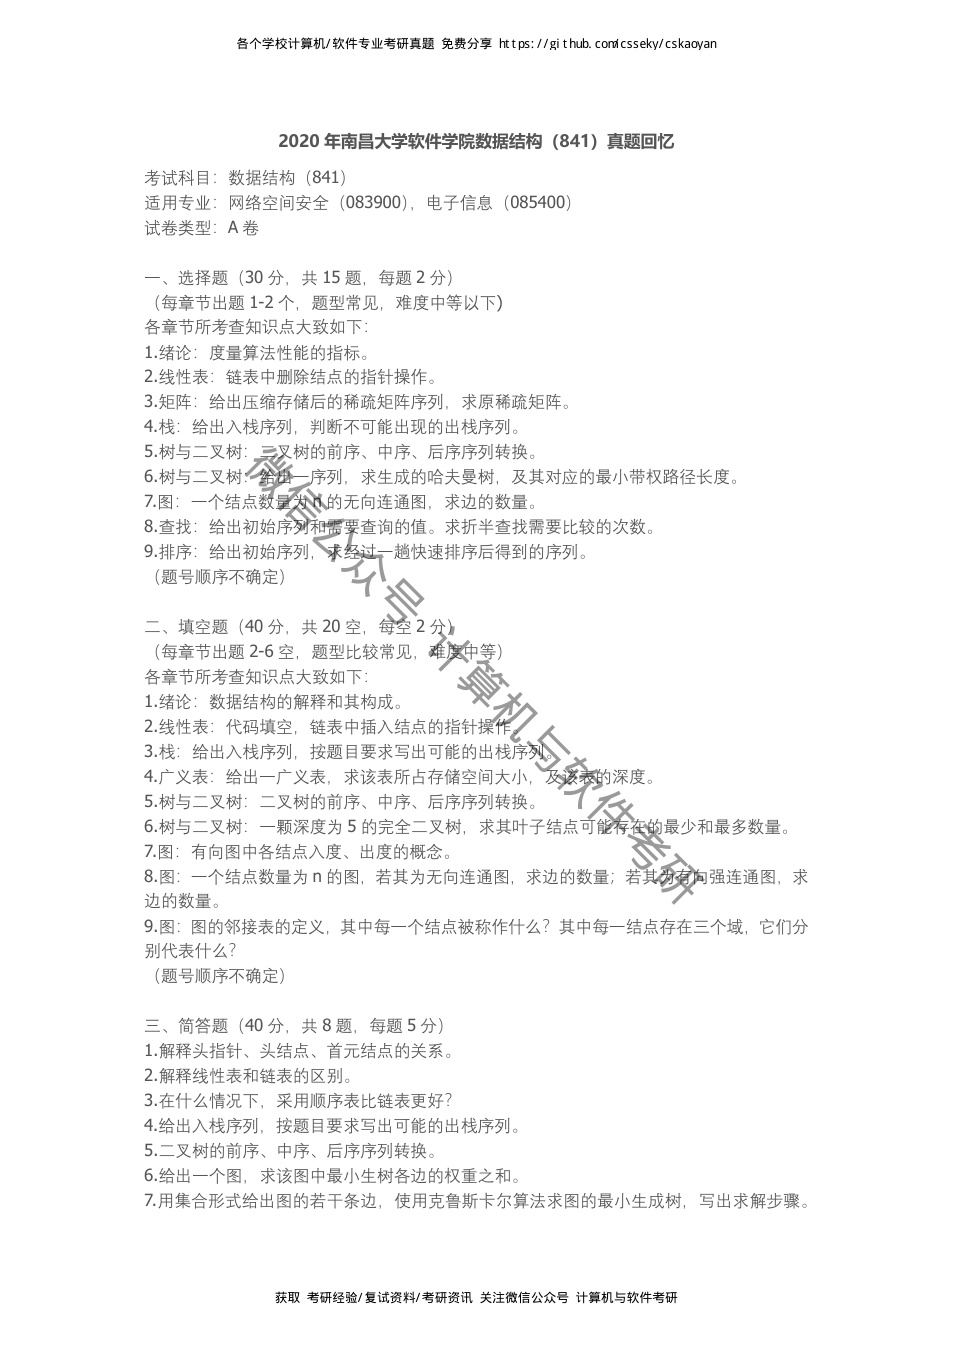 各个学校计算机/软件专业考研真题 免费分享 https://github.com/csseky/cskaoyan
2020 年南昌大学软件学院数据结构（841）真题回忆
考试科目：数据结构（841）
适用专业：网络空间安全（083900），电子信息（085400）
试卷类型：A 卷
一、选择题（30 分，共 15 题，每题 2 分）
（每章节出题 1-2 个，题型常见，难度中等以下)
各章节所考查知识点大致如下：
1.绪论：度量算法性能的指标。
2.线性表：链表中删除结点的指针操作。
3.矩阵：给出压缩存储后的稀疏矩阵序列，求原稀疏矩阵。
4.栈：给出入栈序列，判断不可能出现的出栈序列。
5.树与二叉树：二叉树的前序、中序、后序序列转换。
6.树与二叉树：给出一序列，求生成的哈夫曼树，及其对应的最小带权路径长度。
7.图：一个结点数量为 n 的无向连通图，求边的数量。
8.查找：给出初始序列和需要查询的值。求折半查找需要比较的次数。
9.排序：给出初始序列，求经过一趟快速排序后得到的序列。
（题号顺序不确定）
二、填空题（40 分，共 20 空，每空 2 分）
（每章节出题 2-6 空，题型比较常见，难度中等）
各章节所考查知识点大致如下：
1.绪论：数据结构的解释和其构成。
2.线性表：代码填空，链表中插入结点的指针操作。
3.栈：给出入栈序列，按题目要求写出可能的出栈序列。
4.广义表：给出一广义表，求该表所占存储空间大小，及该表的深度。
5.树与二叉树：二叉树的前序、中序、后序序列转换。
6.树与二叉树：一颗深度为 5 的完全二叉树，求其叶子结点可能存在的最少和最多数量。
7.图：有向图中各结点入度、出度的概念。
8.图：一个结点数量为 n 的图，若其为无向连通图，求边的数量；若其为有向强连通图，求
边的数量。
9.图：图的邻接表的定义，其中每一个结点被称作什么？其中每一结点存在三个域，它们分
别代表什么？
（题号顺序不确定）
三、简答题（40 分，共 8 题，每题 5 分）
1.解释头指针、头结点、首元结点的关系。
2.解释线性表和链表的区别。
3.在什么情况下，采用顺序表比链表更好？
4.给出入栈序列，按题目要求写出可能的出栈序列。
5.二叉树的前序、中序、后序序列转换。
6.给出一个图，求该图中最小生树各边的权重之和。
7.用集合形式给出图的若干条边，使用克鲁斯卡尔算法求图的最小生成树，写出求解步骤。
微信公众号 计算机与软件考研
获取 考研经验/复试资料/考研资讯 关注微信公众号 计算机与软件考研